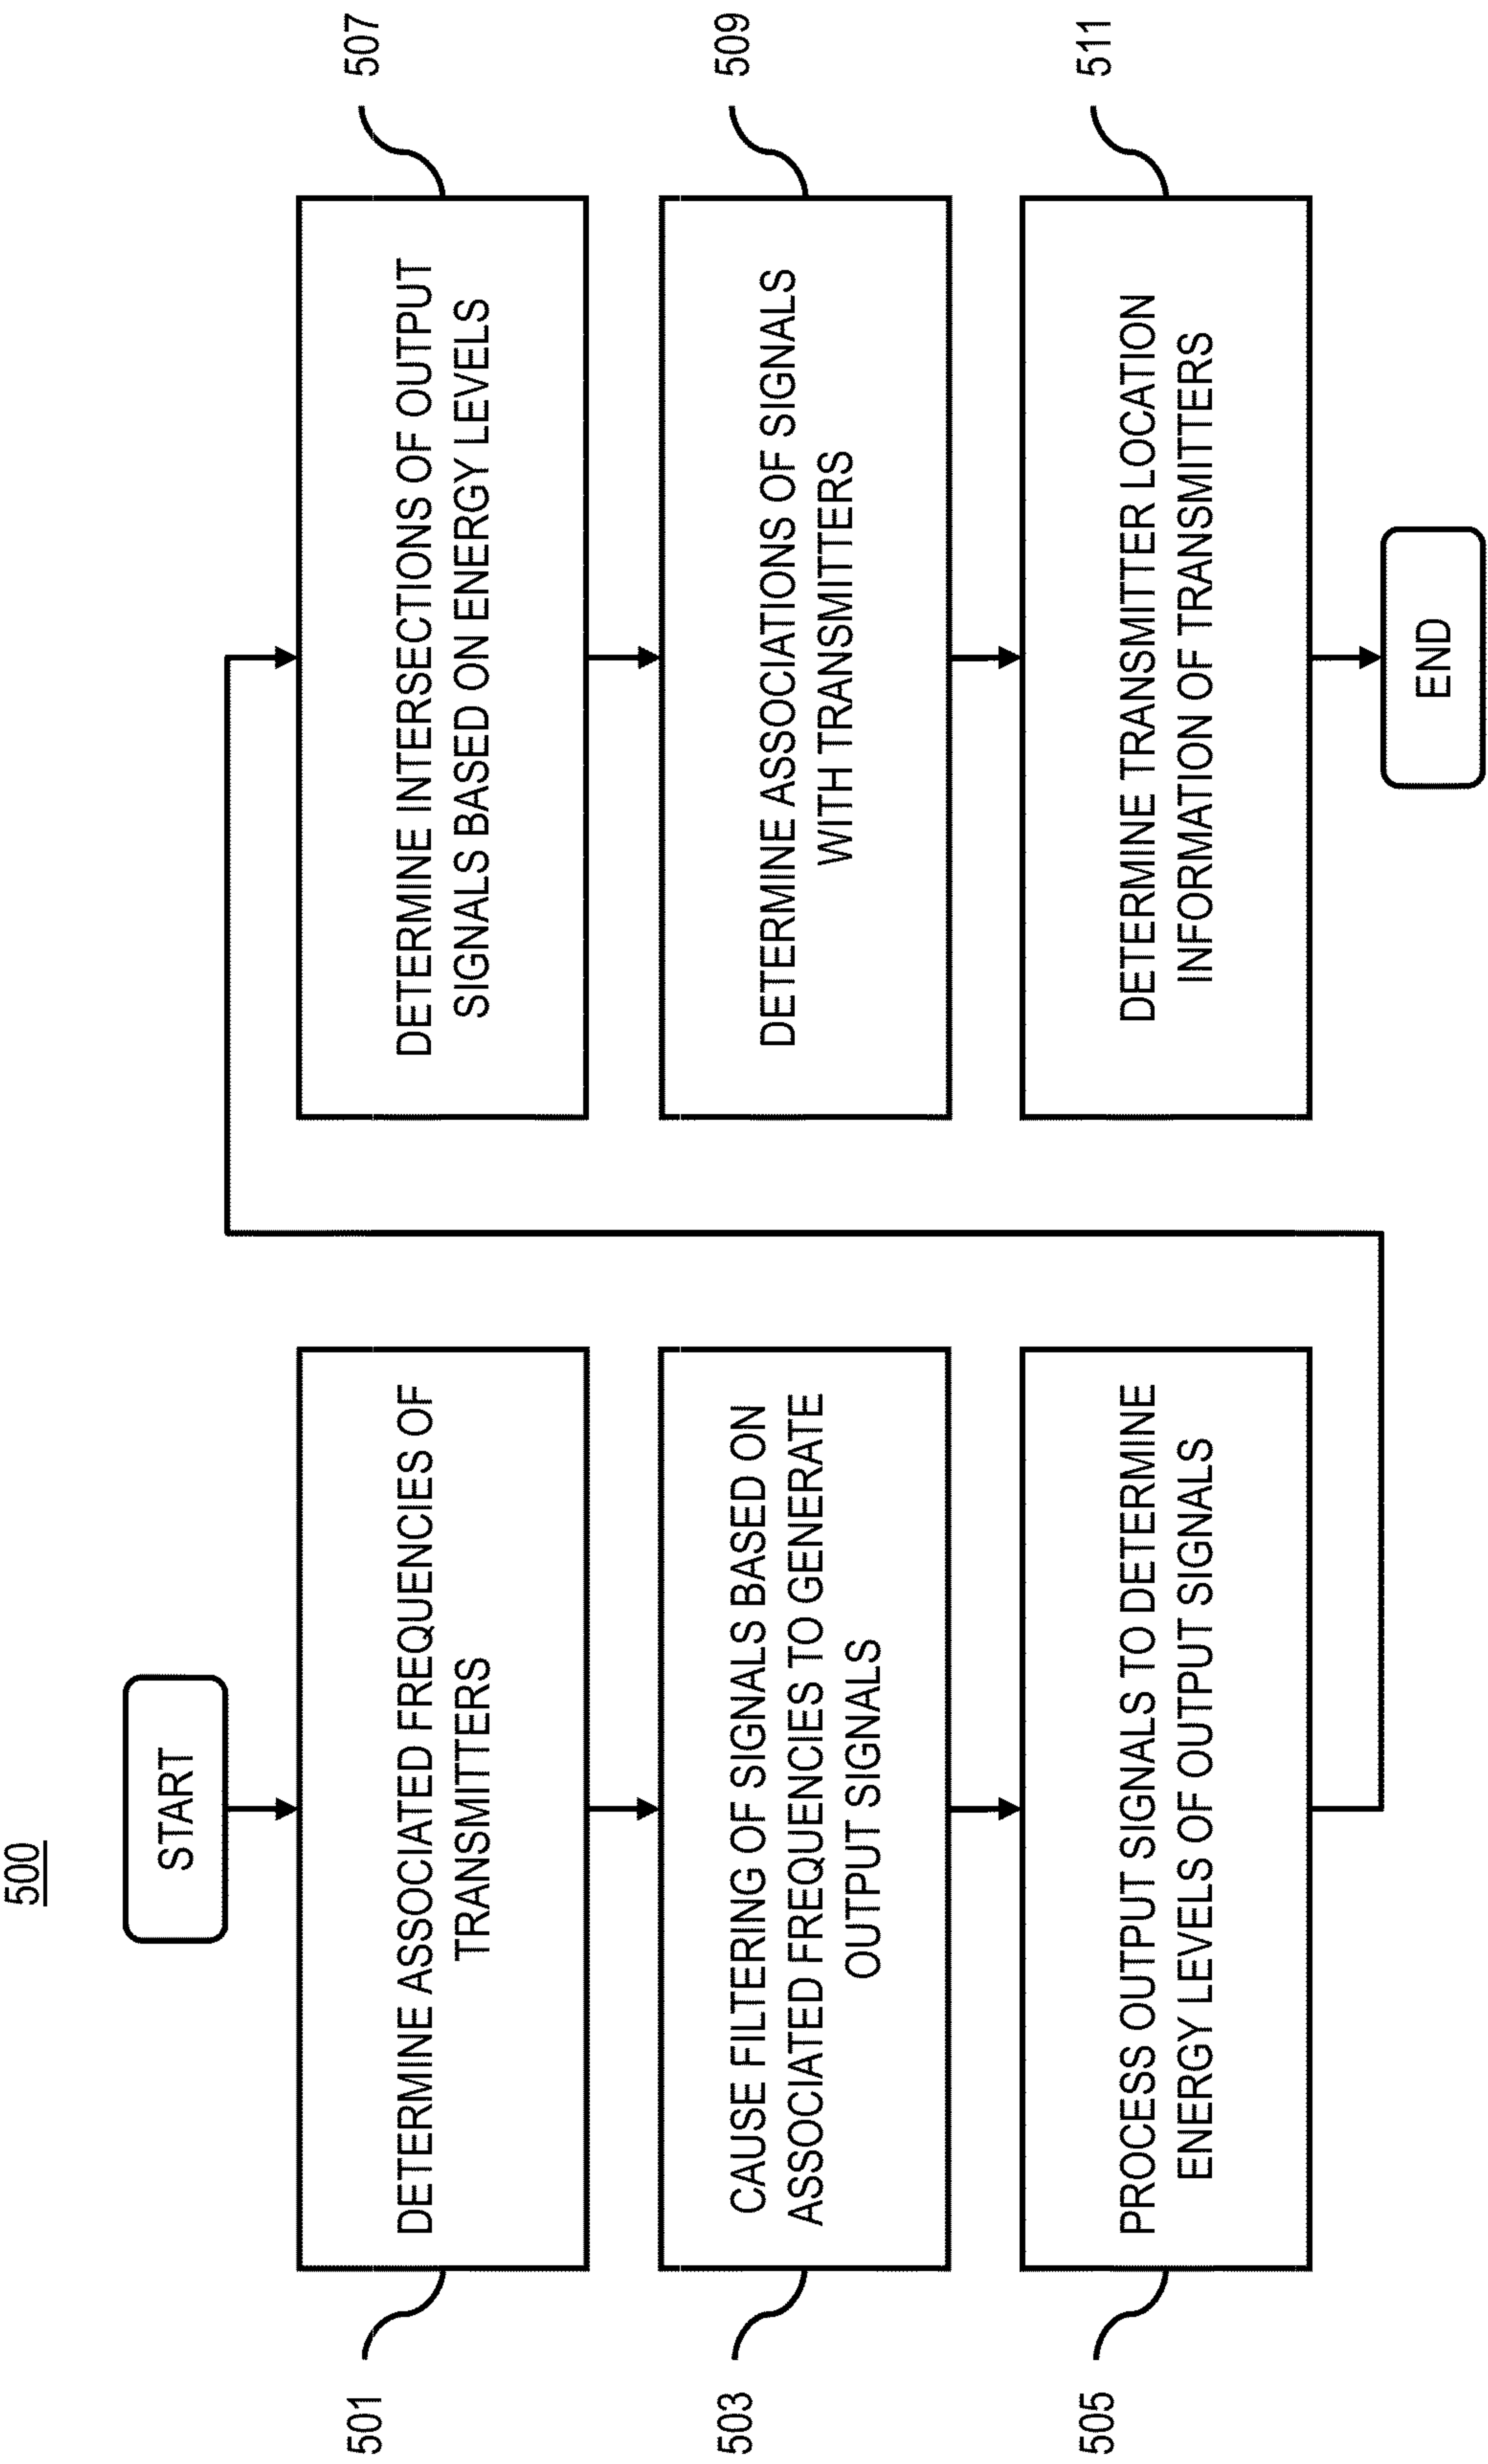 500
START
501
DETERMINE ASSOCIATED FREQUENCIES OF
TRANSMITTERS
503
CAUSE FILTERING OF SIGNALS BASED ON
ASSOCIATED FREQUENCIES TO GENERATE
OUTPUT SIGNALS
505
PROCESS OUTPUT SIGNALS TO DETERMINE
ENERGY LEVELS OF OUTPUT SIGNALS
507
DETERMINE INTERSECTIONS OF OUTPUT
SIGNALS BASED ON ENERGY LEVELS
509
DETERMINE ASSOCIATIONS OF SIGNALS
WITH TRANSMITTERS
511
DETERMINE TRANSMITTER LOCATION
INFORMATION OF TRANSMITTERS
END